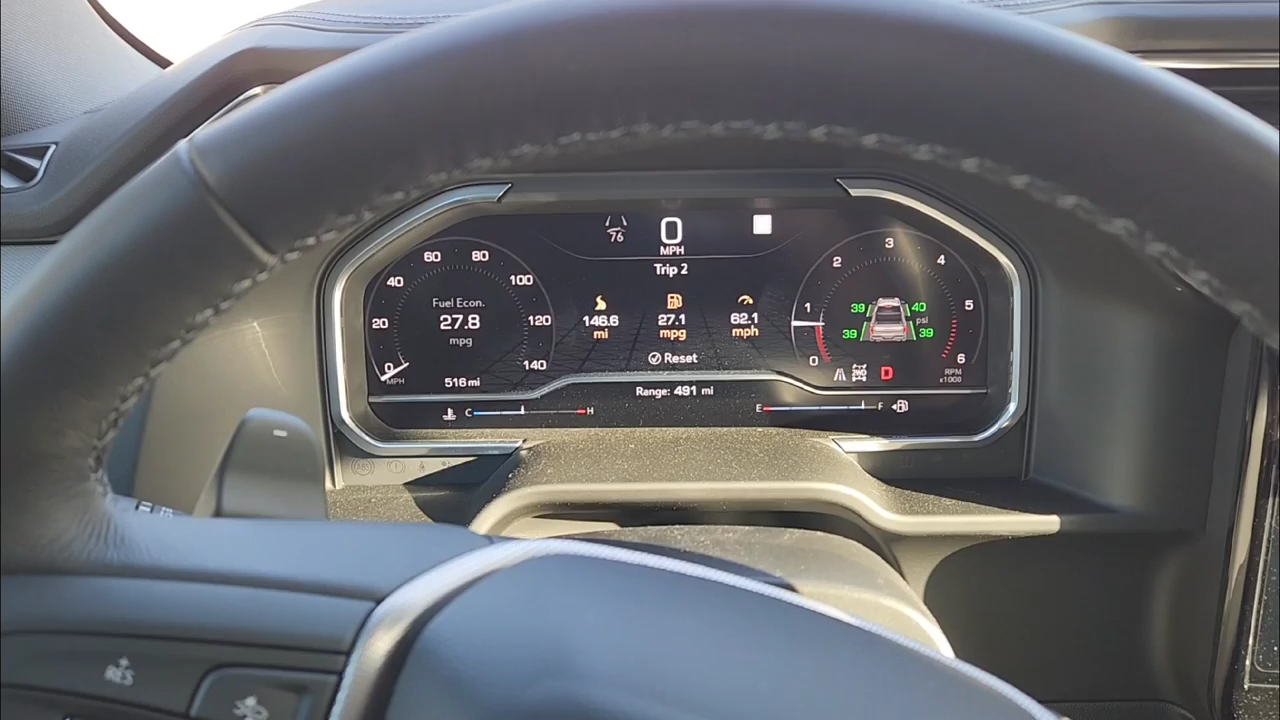 76
0
MPH
Trip 2
60 80
40 100
20 120
0 140
MPH
Fuel Econ.
27.8
mpg
516 mi
146.6
mi
27.1
mpg
62.1
mph
Reset
Range: 491 mi
3
2 4
1 5
0 6
39 40
psi
39 39
2WD
D
RPM
x1000
C H
E F
RES